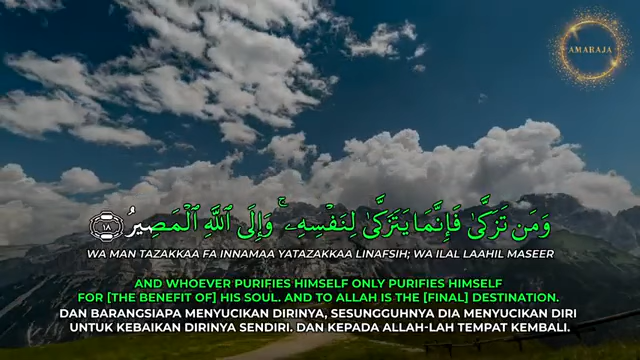 AMARAJA
وَمَن تَزَكَّىٰ فَإِنَّمَا يَتَزَكَّىٰ لِنَفْسِهِۦ ۚ وَإِلَى ٱللَّهِ ٱلْمَصِيرُ ١٨
WA MAN TAZAKKAA FA INNAMAA YATAZAKKAA LINAFSIH; WA ILAL LAAHIL MASEER
AND WHOEVER PURIFIES HIMSELF ONLY PURIFIES HIMSELF
FOR [THE BENEFIT OF] HIS SOUL. AND TO ALLAH IS THE [FINAL] DESTINATION.
DAN BARANGSIAPA MENYUCIKAN DIRINYA, SESUNGGUHNYA DIA MENYUCIKAN DIRI
UNTUK KEBAIKAN DIRINYA SENDIRI. DAN KEPADA ALLAH-LAH TEMPAT KEMBALI.